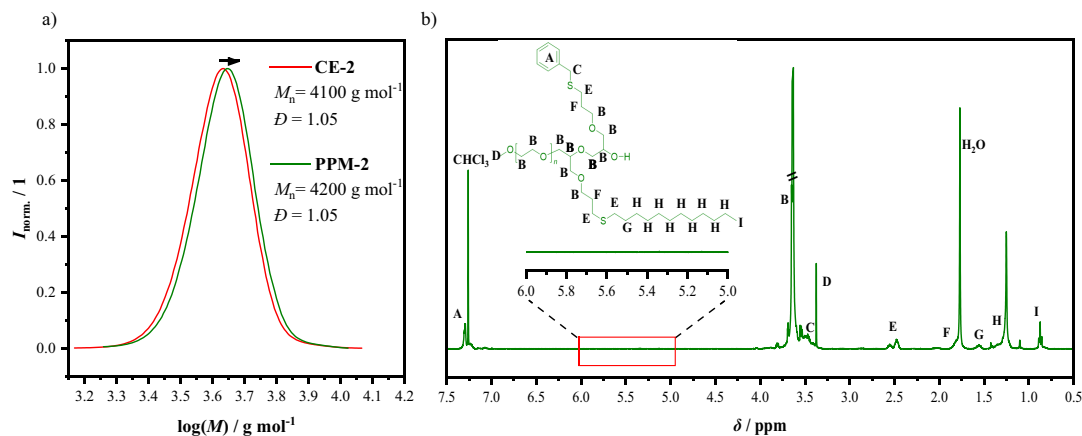 a)
CE-2
Mn= 4100 g mol-1
Đ = 1.05
PPM-2
Mn= 4200 g mol-1
Đ = 1.05
Inorm. / 1
1.0
0.8
0.6
0.4
0.2
0.0
3.2 3.3 3.4 3.5 3.6 3.7 3.8 3.9 4.0 4.1 4.2
log(M) / g mol-1
b)
A
C
S
E
F
B
O
B
B
B
B
B
O
B
D
O
O
n
B
B
B
B
O-H
B
B
O
B
F
E
S
E
H
H
H
H
H
G
H
H
H
H
I
6.0 5.8 5.6 5.4 5.2 5.0
A
CHCl3
B
C
D
E
F
H2O
G
H
I
7.5 7.0 6.5 6.0 5.5 5.0 4.5 4.0 3.5 3.0 2.5 2.0 1.5 1.0 0.5
δ / ppm